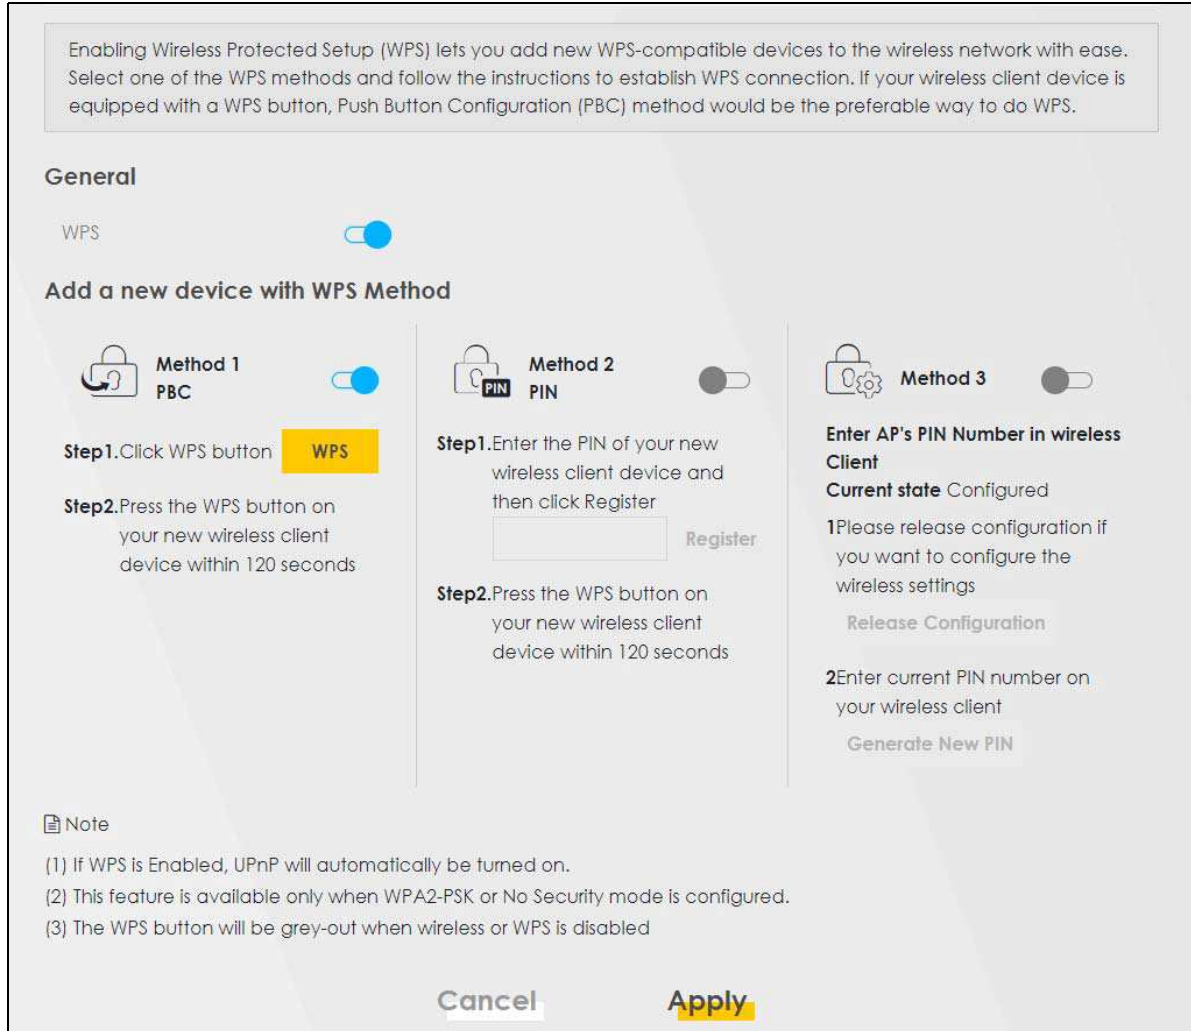 Enabling Wireless Protected Setup (WPS) lets you add new WPS-compatible devices to the wireless network with ease.
Select one of the WPS methods and follow the instructions to establish WPS connection. If your wireless client device is
equipped with a WPS button, Push Button Configuration (PBC) method would be the preferable way to do WPS.
General
WPS
Add a new device with WPS Method
Method 1
PBC
Step1.Click WPS button WPS
Step2.Press the WPS button on
your new wireless client
device within 120 seconds
PIN
Method 2
PIN
Step1.Enter the PIN of your new
wireless client device and
then click Register
Register
Step2.Press the WPS button on
your new wireless client
device within 120 seconds
Method 3
Enter AP's PIN Number in wireless
Client
Current state Configured
1Please release configuration if
you want to configure the
wireless settings
Release Configuration
2Enter current PIN number on
your wireless client
Generate New PIN
Note
(1) If WPS is Enabled, UPnP will automatically be turned on.
(2) This feature is available only when WPA2-PSK or No Security mode is configured.
(3) The WPS button will be grey-out when wireless or WPS is disabled
Cancel Apply